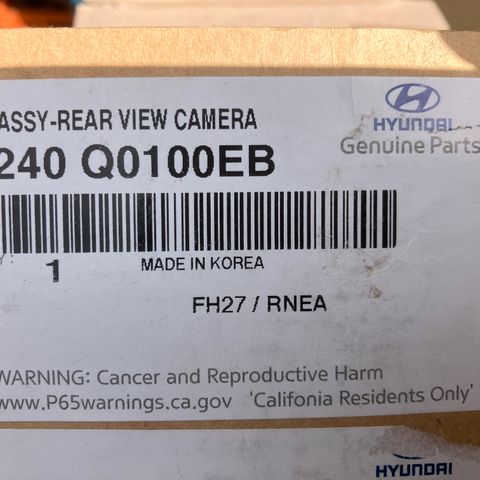 ASSY-REAR VIEW CAMERA
HYUNDAI
Genuine Parts
240 Q0100EB
1
MADE IN KOREA
FH27 / RNEA
WARNING: Cancer and Reproductive Harm
www.P65warnings.ca.gov 'Califonia Residents Only'
HYUNDAI